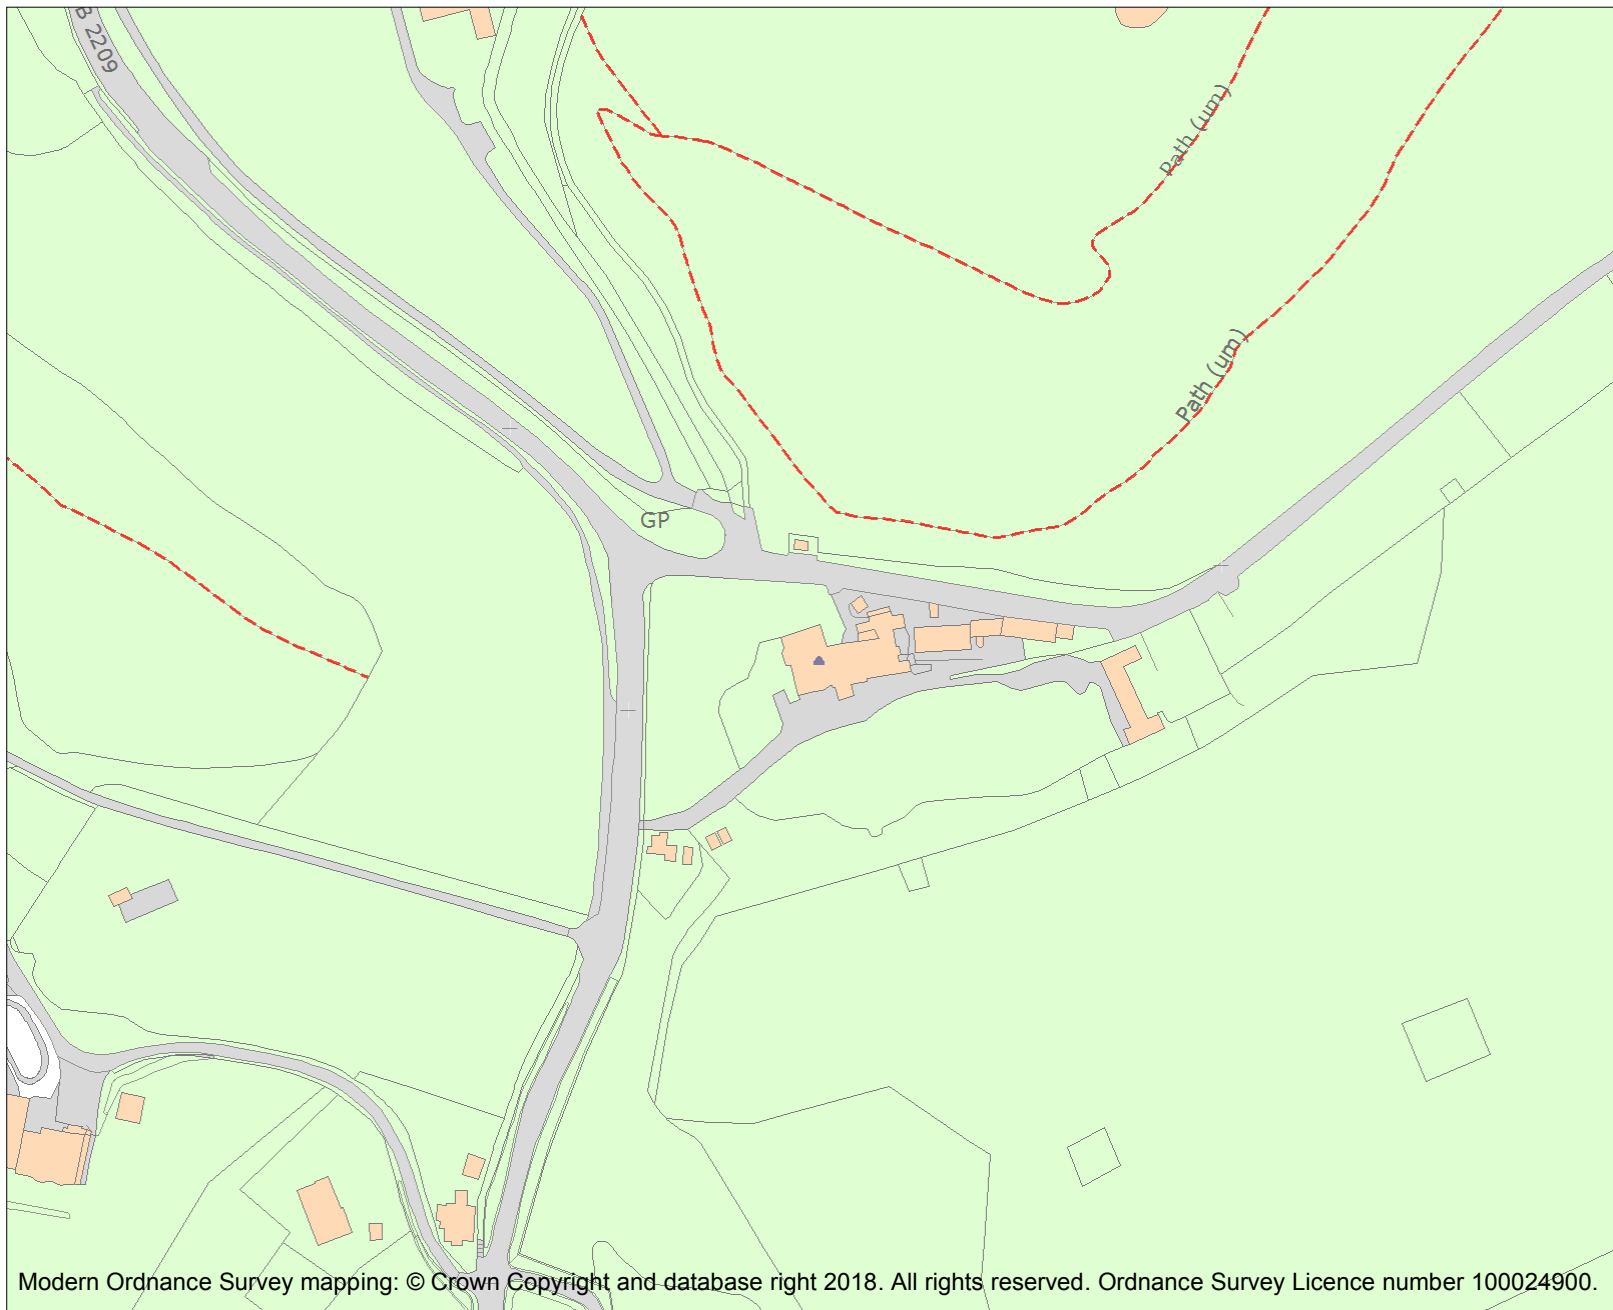 B 2209
Path (um)
Path (um)
GP
Modern Ordnance Survey mapping: © Crown Copyright and database right 2018. All rights reserved. Ordnance Survey Licence number 100024900.